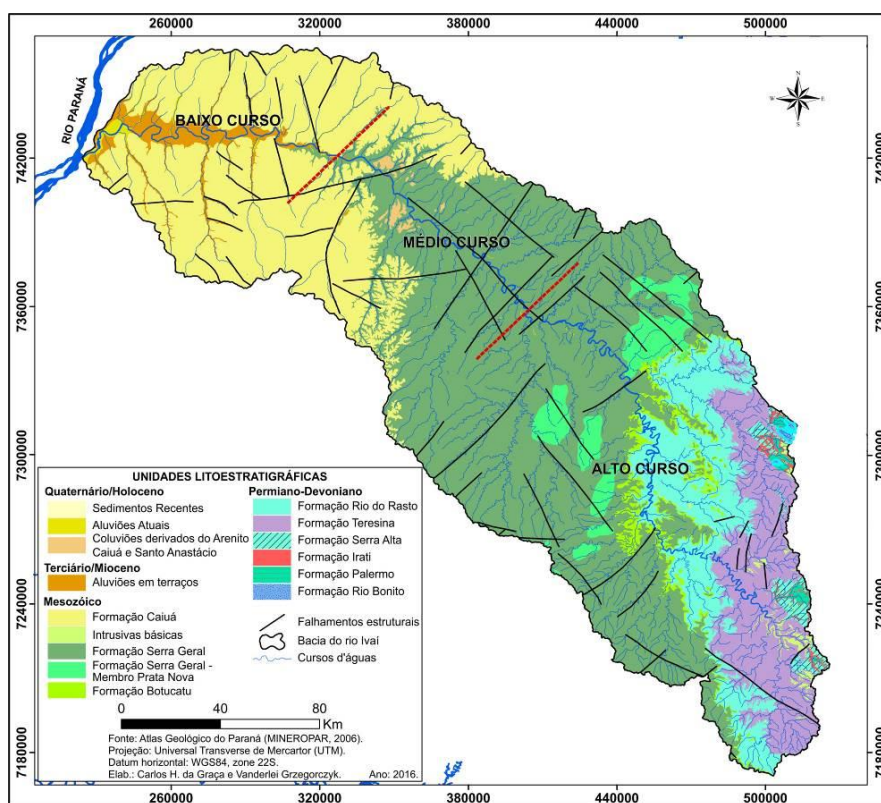 260000 320000 380000 440000 500000
RIO PARANÁ
N
W E
S
BAIXO CURSO
7420000 7420000
MÉDIO CURSO
7360000 7360000
7300000 7300000
ALTO CURSO
7240000 7240000
7180000 7180000
UNIDADES LITOESTRATIGRÁFICAS
Quaternário/Holoceno
Sedimentos Recentes
Aluviões Atuais
Coluviões derivados do Arenito
Caiuá e Santo Anastácio
Terciário/Mioceno
Aluviões em terraços
Mesozóico
Formação Caiuá
Intrusivas básicas
Formação Serra Geral
Formação Serra Geral -
Membro Prata Nova
Formação Botucatu
Permiano-Devoniano
Formação Rio do Rasto
Formação Teresina
Formação Serra Alta
Formação Irati
Formação Palermo
Formação Rio Bonito
Falhamentos estruturais
Bacia do rio Ivaí
Cursos d'águas
0 40 80
Km
Fonte: Atlas Geológico do Paraná (MINEROPAR, 2006).
Projeção: Universal Transverse de Mercartor (UTM).
Datum horizontal: WGS84, zone 22S.
Elab.: Carlos H. da Graça e Vanderlei Grzegorczyk. Ano: 2016.
260000 320000 380000 440000 500000